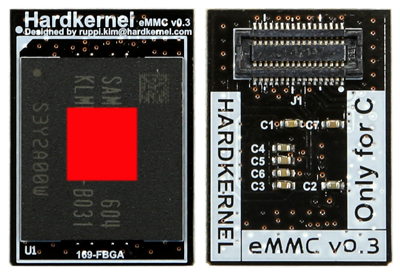 Hardkernel eMMC v0.3
Designed by ruppi.kim@hardkernel.com
SAM 604
KLM -B031
S3Y2A00W
U1
169-FBGA
J1
C1 C7
C4
C5
C6
C3 C2
HARDKERNEL
Only for C
eMMC v0.3